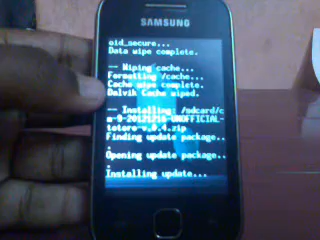 SAMSUNG
oid_secure...
Data wipe complete.
-- Wiping cache...
Formatting /cache...
Cache wipe complete.
Dalvik Cache wiped.
-- Installing: /sdcard/c
m-9-20121216-UNOFFICIAL-
totoro-v.0.4.zip
Finding update package..
.
Opening update package..
.
Installing update...